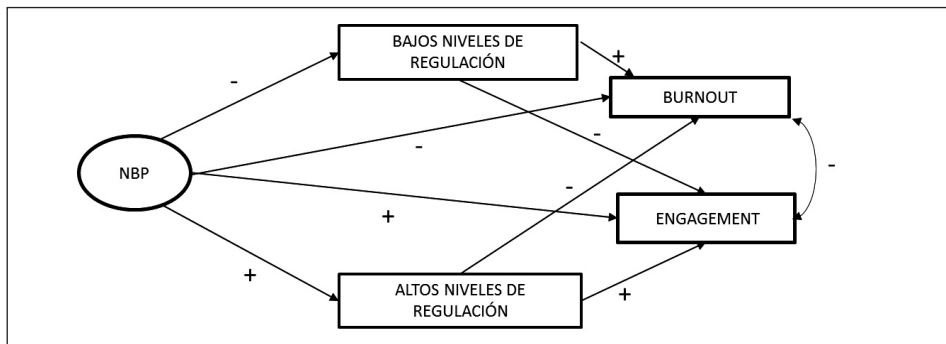 BAJOS NIVELES DE
REGULACIÓN
+
BURNOUT
-
-
-
NBP
-
-
+
ENGAGEMENT
+
ALTOS NIVELES DE
REGULACIÓN
+